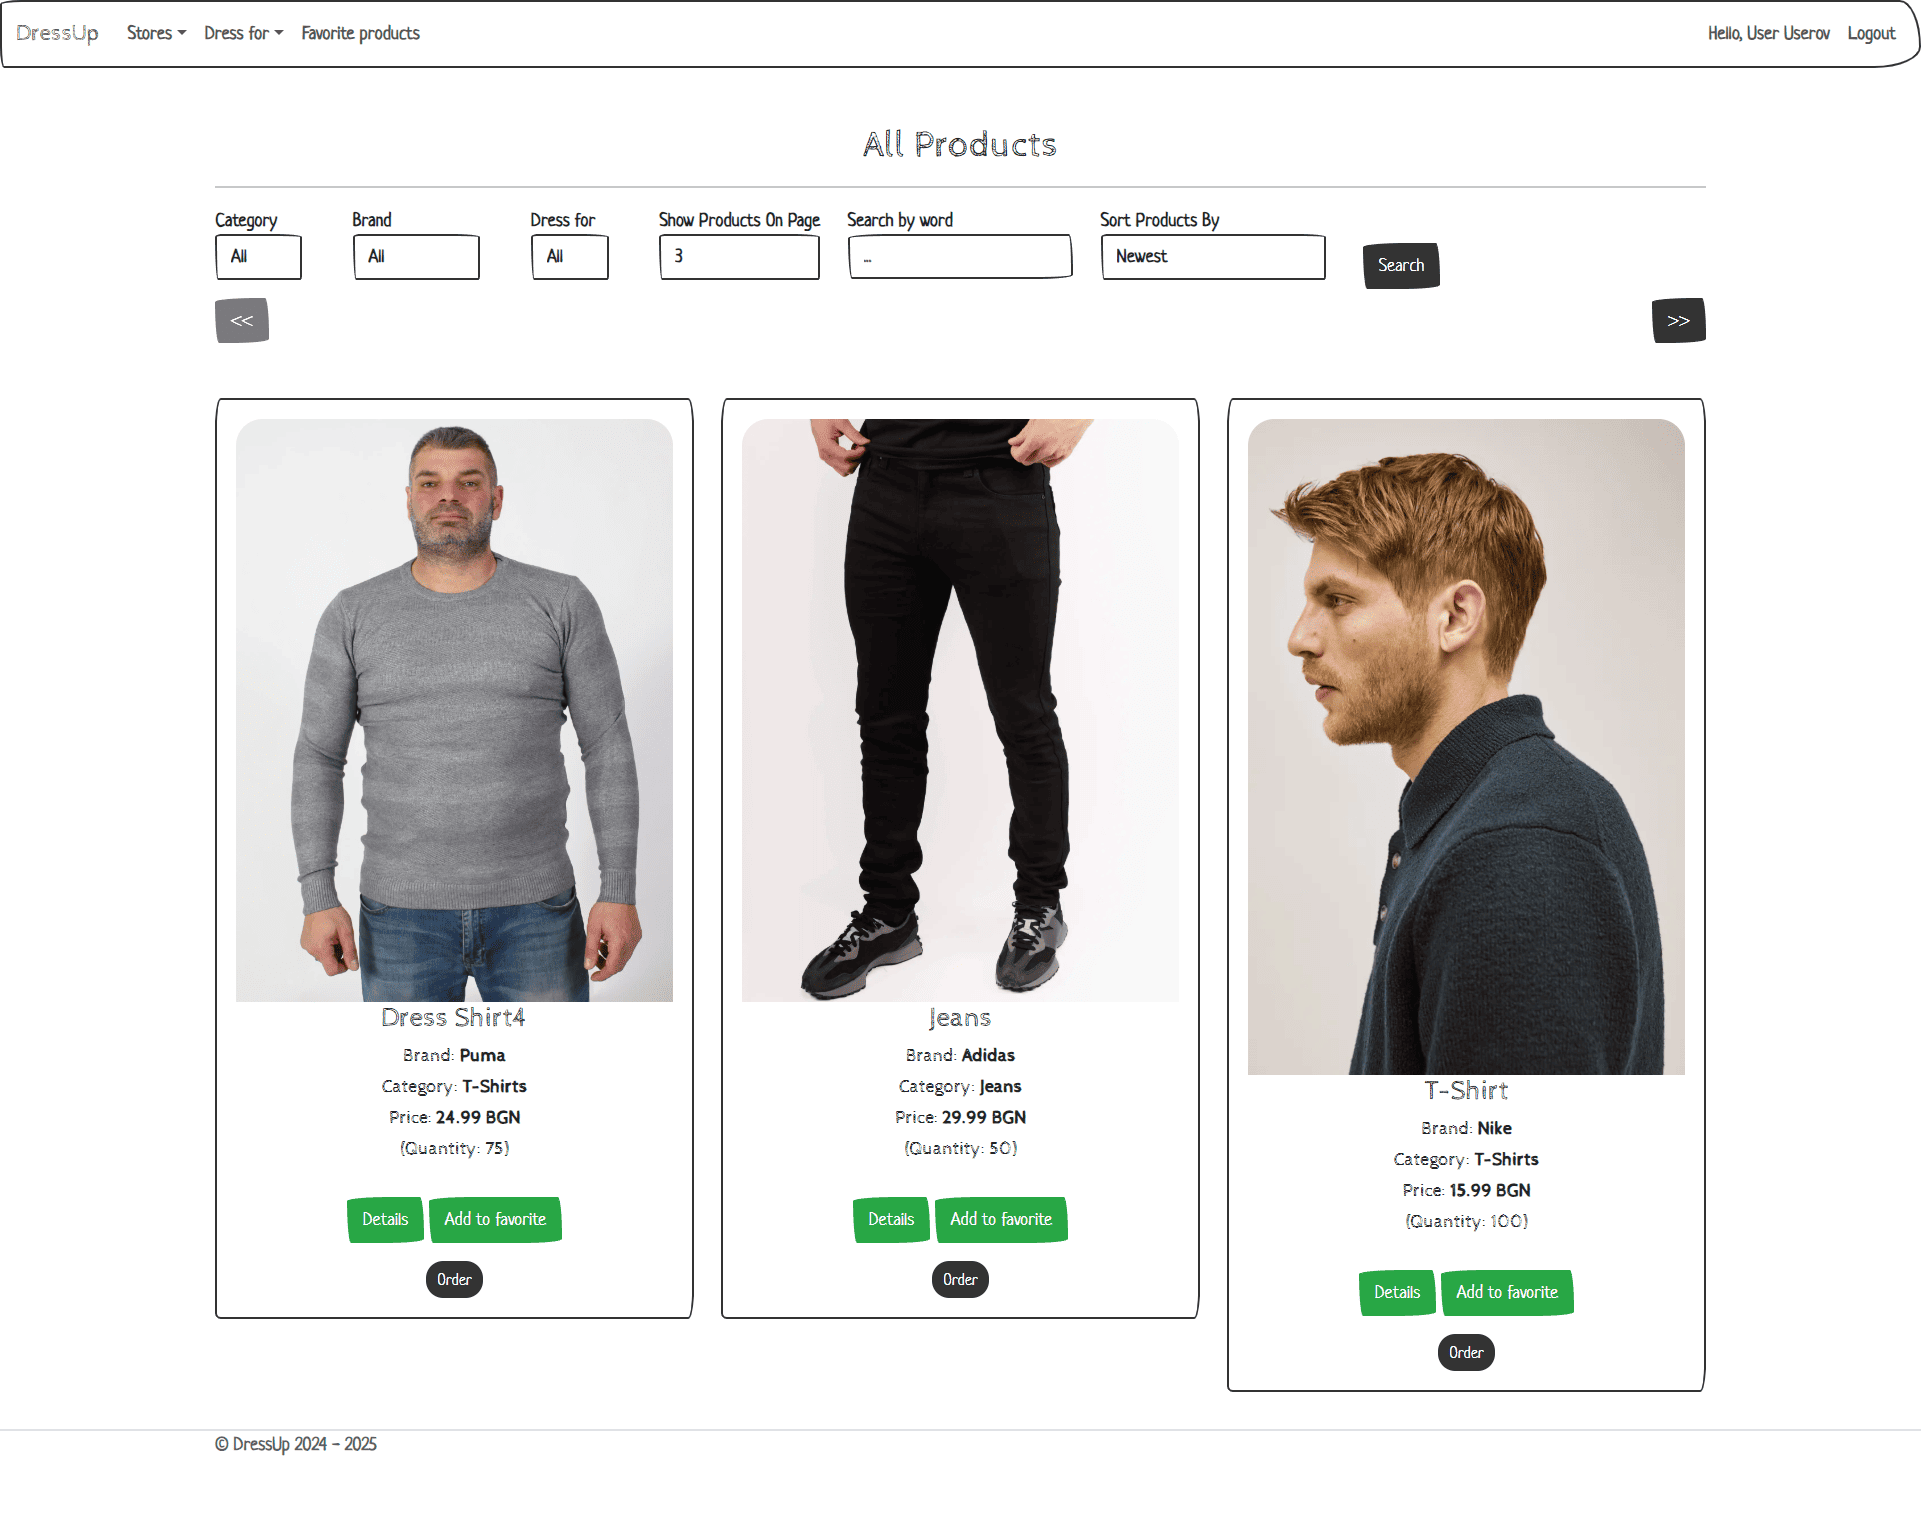 DressUp Stores Dress for Favorite products Hello, User Userov Logout
All Products
Category Brand Dress for Show Products On Page Search by word Sort Products By
All All All 3 ... Newest Search
<< >>
Dress Shirt4
Brand: Puma
Category: T-Shirts
Price: 24.99 BGN
(Quantity: 75)
Details Add to favorite
Order
Jeans
Brand: Adidas
Category: Jeans
Price: 29.99 BGN
(Quantity: 50)
Details Add to favorite
Order
T-Shirt
Brand: Nike
Category: T-Shirts
Price: 15.99 BGN
(Quantity: 100)
Details Add to favorite
Order
© DressUp 2024 - 2025